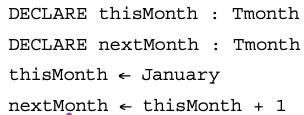 DECLARE thisMonth : Tmonth
DECLARE nextMonth : Tmonth
thisMonth ← January
nextMonth ← thisMonth + 1